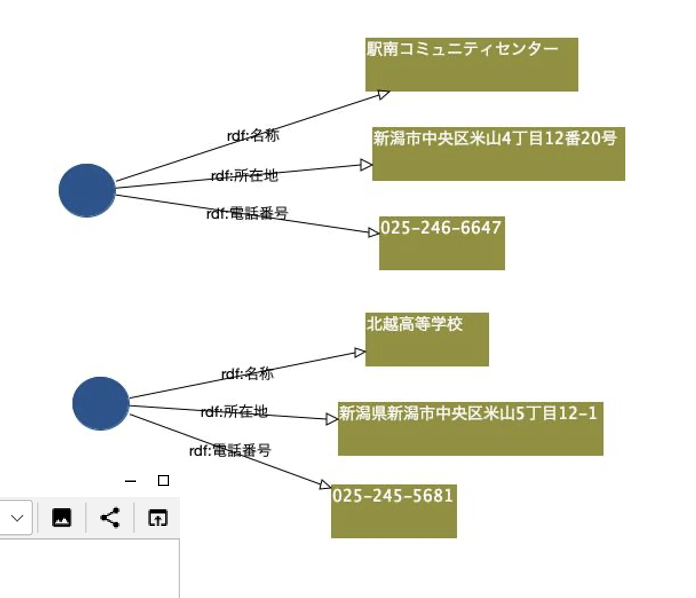 駅南コミュニティセンター
rdf:名称
新潟市中央区米山4丁目12番20号
rdf:所在地
rdf:電話番号
025-246-6647
北越高等学校
rdf:名称
rdf:所在地
新潟県新潟市中央区米山5丁目12-1
rdf:電話番号
025-245-5681